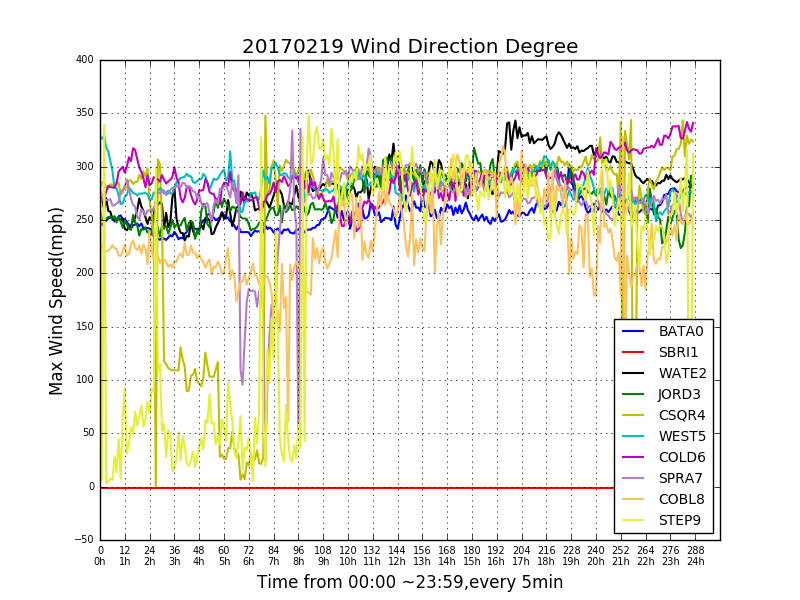 20170219 Wind Direction Degree
Max Wind Speed(mph)
400
350
300
250
200
150
100
50
0
−50
BATA0
SBRI1
WATE2
JORD3
CSQR4
WEST5
COLD6
SPRA7
COBL8
STEP9
0 12 24 36 48 60 72 84 96 108 120 132 144 156 168 180 192 204 216 228 240 252 264 276 288
0h 1h 2h 3h 4h 5h 6h 7h 8h 9h 10h 11h 12h 13h 14h 15h 16h 17h 18h 19h 20h 21h 22h 23h 24h
Time from 00:00 ~23:59,every 5min